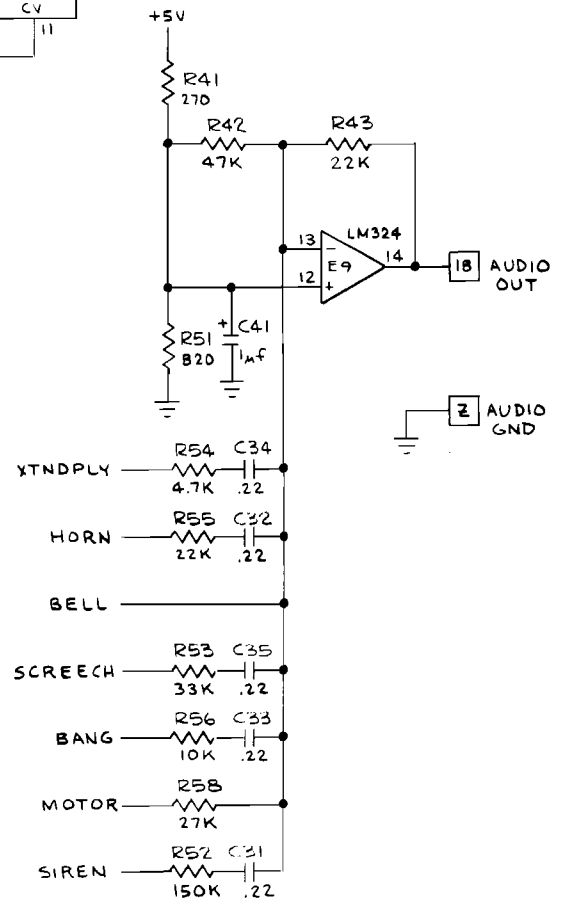 CV
11
+5V
R41
270
R42
47K
R43
22K
13
−
LM324
E9
14
12
+
18
AUDIO
OUT
R51
820
+
C41
1μf
Z
AUDIO
GND
XTNDPLY
R54
4.7K
C34
.22
HORN
R55
22K
C32
.22
BELL
SCREECH
R53
33K
C35
.22
BANG
R56
10K
C33
.22
MOTOR
R58
27K
SIREN
R52
150K
C31
.22